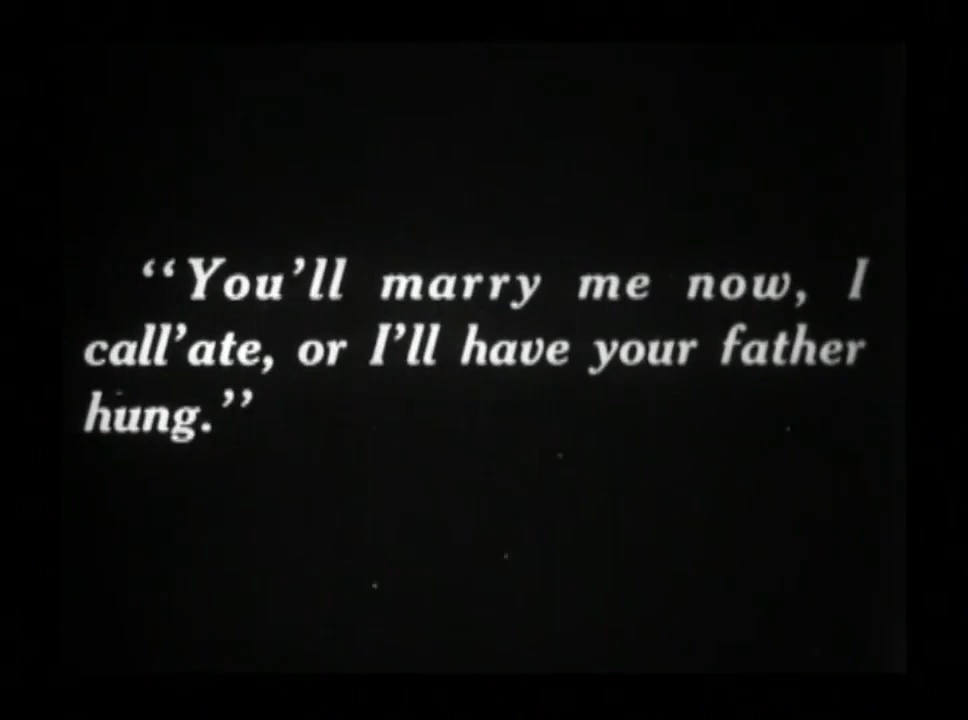 “You’ll marry me now, I
call’ate, or I’ll have your father
hung.”